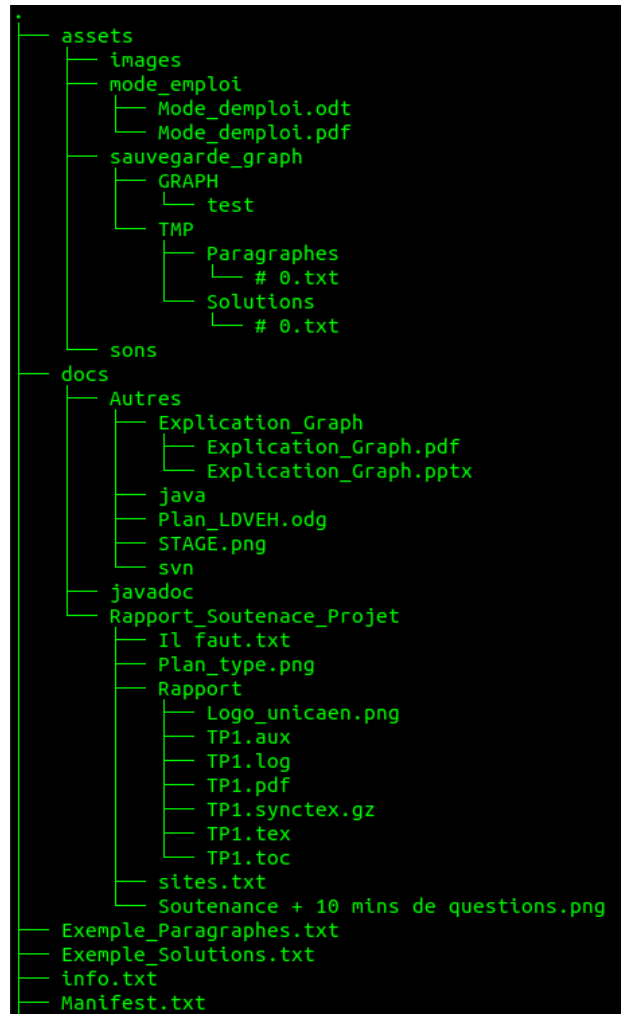 .
├── assets
│   ├── images
│   ├── mode_emploi
│   │   ├── Mode_demploi.odt
│   │   └── Mode_demploi.pdf
│   ├── sauvegarde_graph
│   │   ├── GRAPH
│   │   │   └── test
│   │   └── TMP
│   │       ├── Paragraphes
│   │       │   └── # 0.txt
│   │       └── Solutions
│   │           └── # 0.txt
│   └── sons
├── docs
│   ├── Autres
│   │   ├── Explication_Graph
│   │   │   ├── Explication_Graph.pdf
│   │   │   └── Explication_Graph.pptx
│   │   ├── java
│   │   ├── Plan_LDVEH.odg
│   │   ├── STAGE.png
│   │   └── svn
│   ├── javadoc
│   └── Rapport_Soutenace_Projet
│       ├── Il faut.txt
│       ├── Plan_type.png
│       ├── Rapport
│       │   ├── Logo_unicaen.png
│       │   ├── TP1.aux
│       │   ├── TP1.log
│       │   ├── TP1.pdf
│       │   ├── TP1.synctex.gz
│       │   ├── TP1.tex
│       │   └── TP1.toc
│       ├── sites.txt
│       └── Soutenance + 10 mins de questions.png
├── Exemple_Paragraphes.txt
├── Exemple_Solutions.txt
├── info.txt
├── Manifest.txt